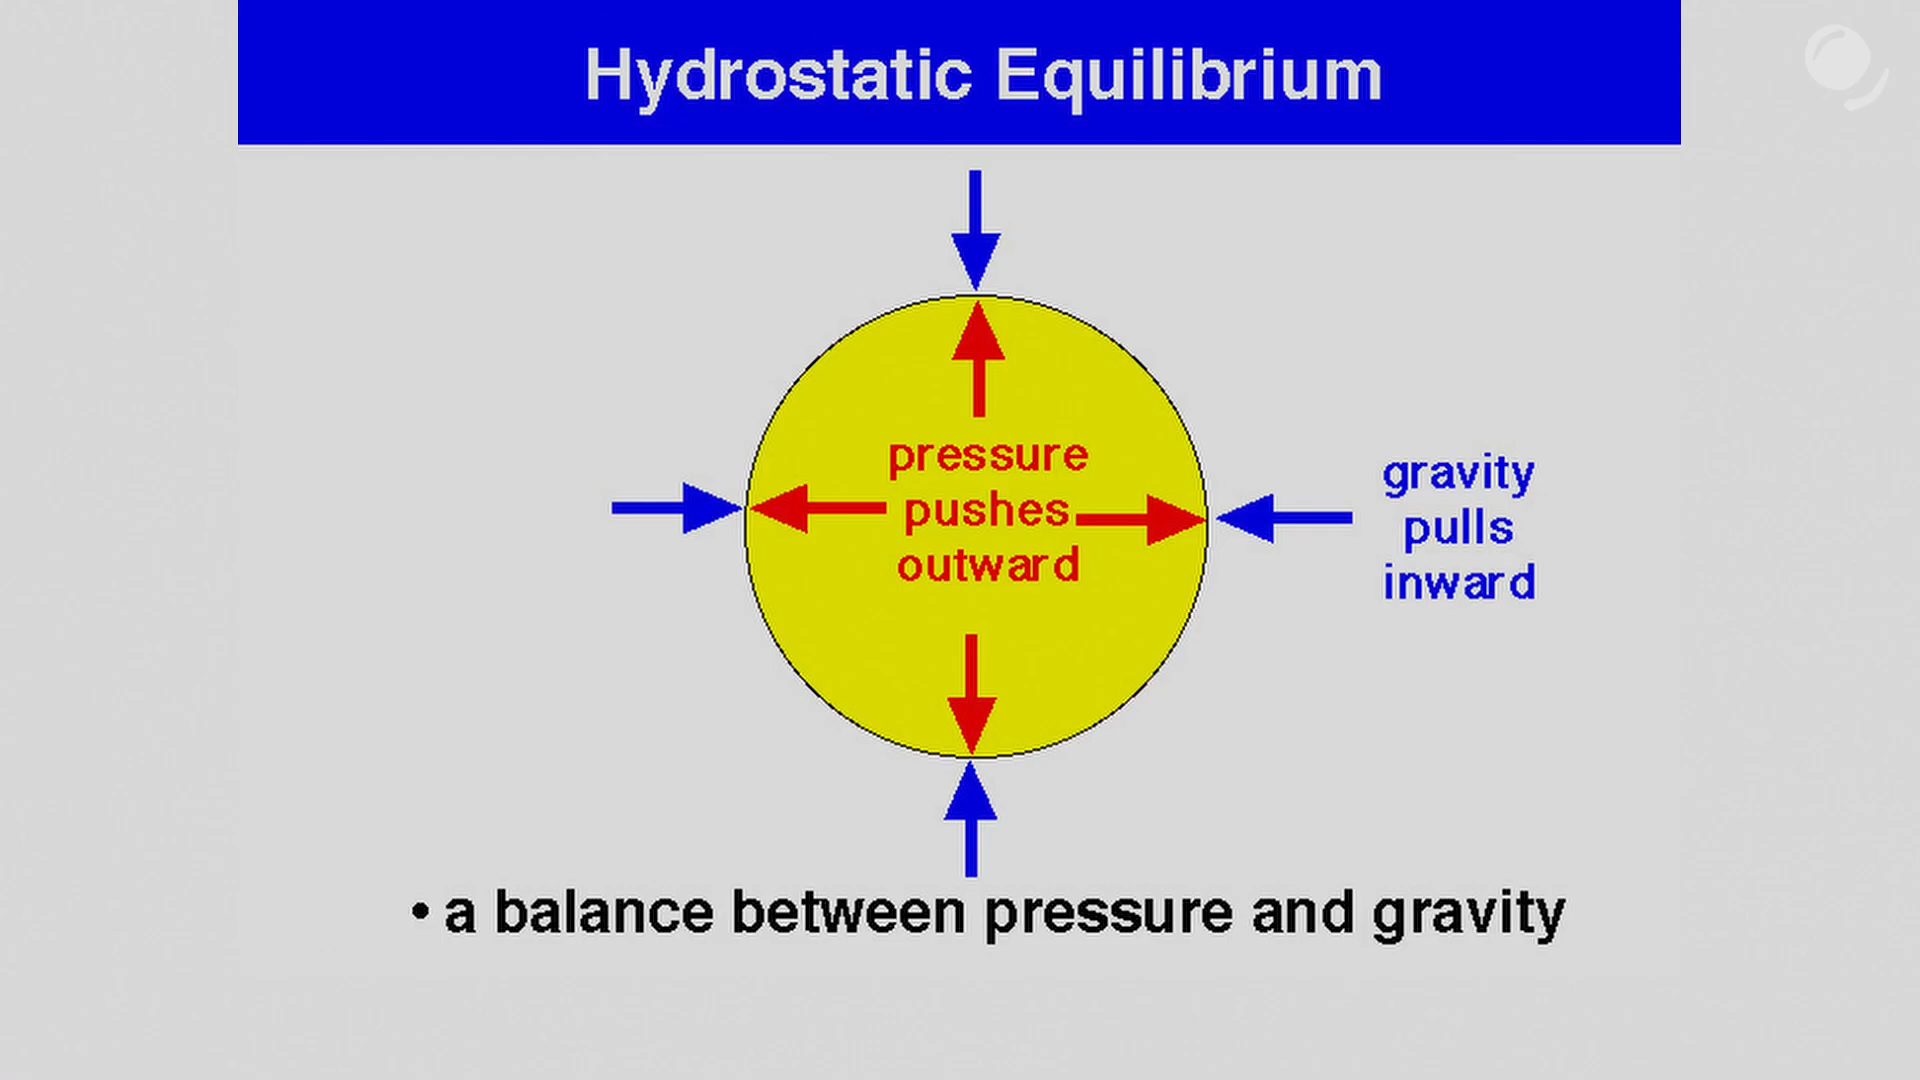 Hydrostatic Equilibrium
pressure
pushes
outward
gravity
pulls
inward
• a balance between pressure and gravity